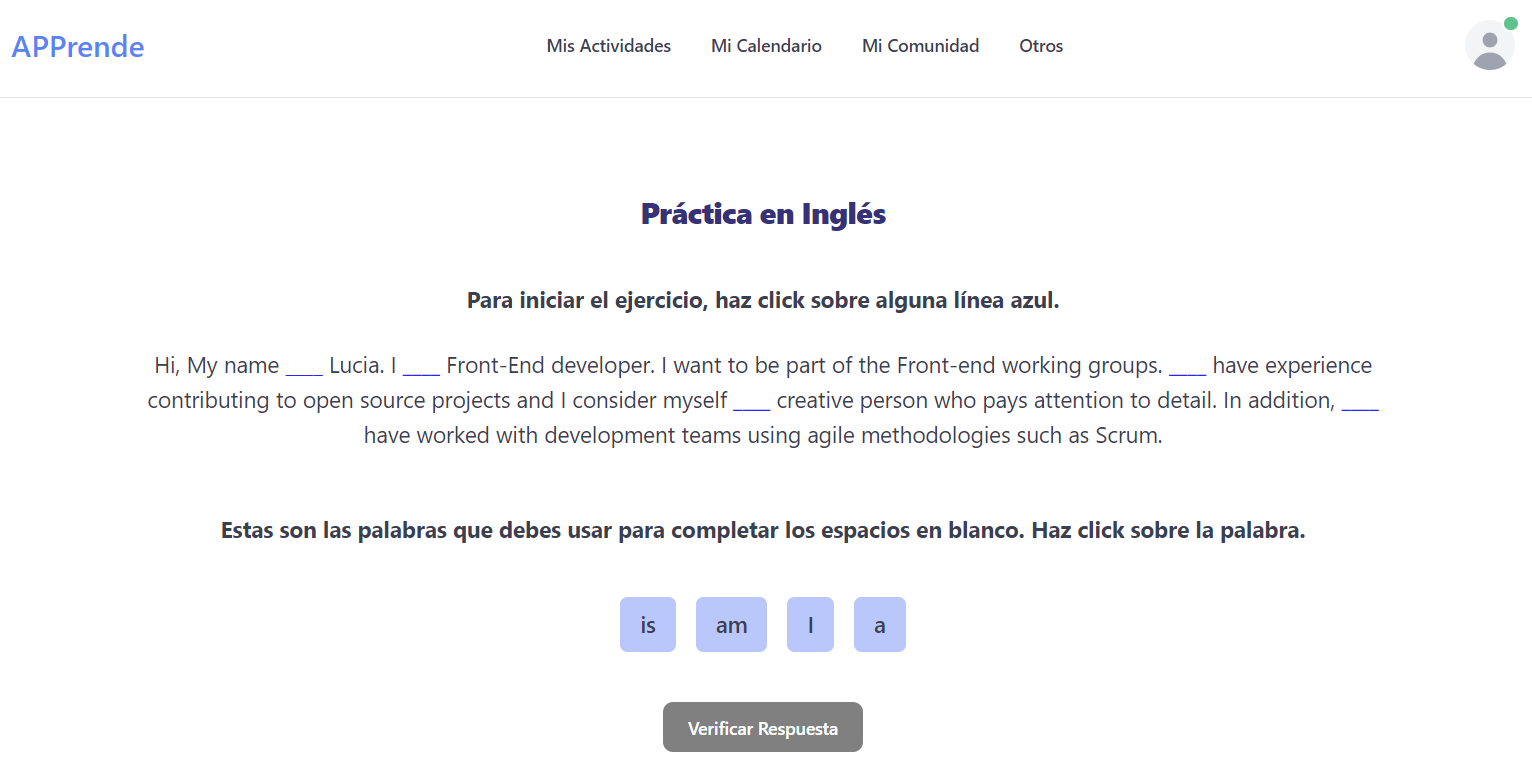 APPrende
Mis Actividades Mi Calendario Mi Comunidad Otros
Práctica en Inglés
Para iniciar el ejercicio, haz click sobre alguna línea azul.
Hi, My name ____ Lucia. I ____ Front-End developer. I want to be part of the Front-end working groups. ____ have experience
contributing to open source projects and I consider myself ____ creative person who pays attention to detail. In addition, ____
have worked with development teams using agile methodologies such as Scrum.
Estas son las palabras que debes usar para completar los espacios en blanco. Haz click sobre la palabra.
is am I a
Verificar Respuesta